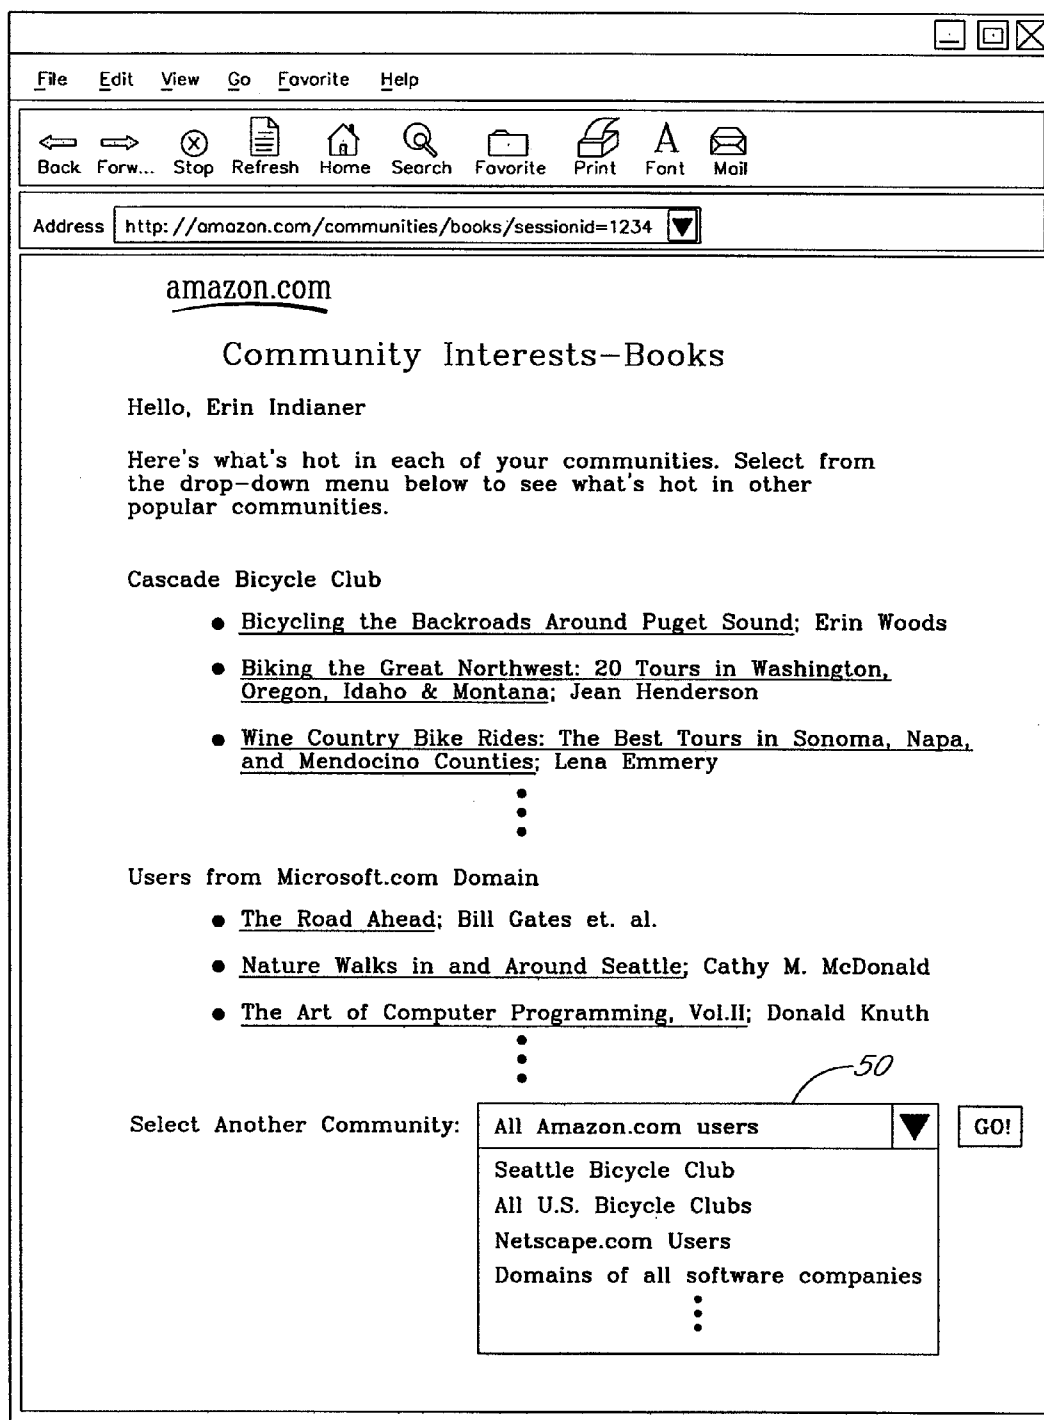 File Edit View Go Favorite Help
Back Forw... Stop Refresh Home Search Favorite Print Font Mail
Address http://amazon.com/communities/books/sessionid=1234
amazon.com
Community Interests-Books
Hello, Erin Indianer
Here's what's hot in each of your communities. Select from
the drop-down menu below to see what's hot in other
popular communities.
Cascade Bicycle Club
• Bicycling the Backroads Around Puget Sound; Erin Woods
• Biking the Great Northwest: 20 Tours in Washington,
Oregon, Idaho & Montana; Jean Henderson
• Wine Country Bike Rides: The Best Tours in Sonoma, Napa,
and Mendocino Counties; Lena Emmery
Users from Microsoft.com Domain
• The Road Ahead; Bill Gates et. al.
• Nature Walks in and Around Seattle; Cathy M. McDonald
• The Art of Computer Programming, Vol.II; Donald Knuth
50
Select Another Community: All Amazon.com users GO!
Seattle Bicycle Club
All U.S. Bicycle Clubs
Netscape.com Users
Domains of all software companies